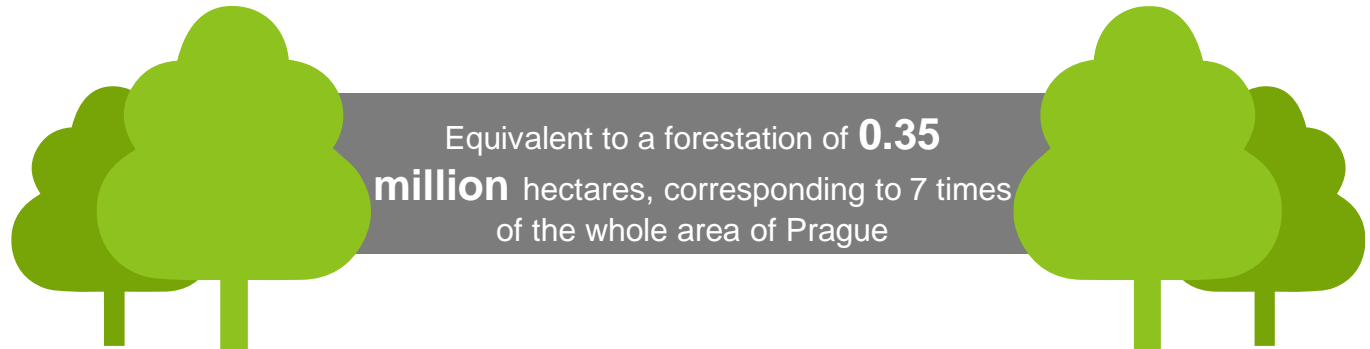 Equivalent to a forestation of 0.35
million hectares, corresponding to 7 times
of the whole area of Prague